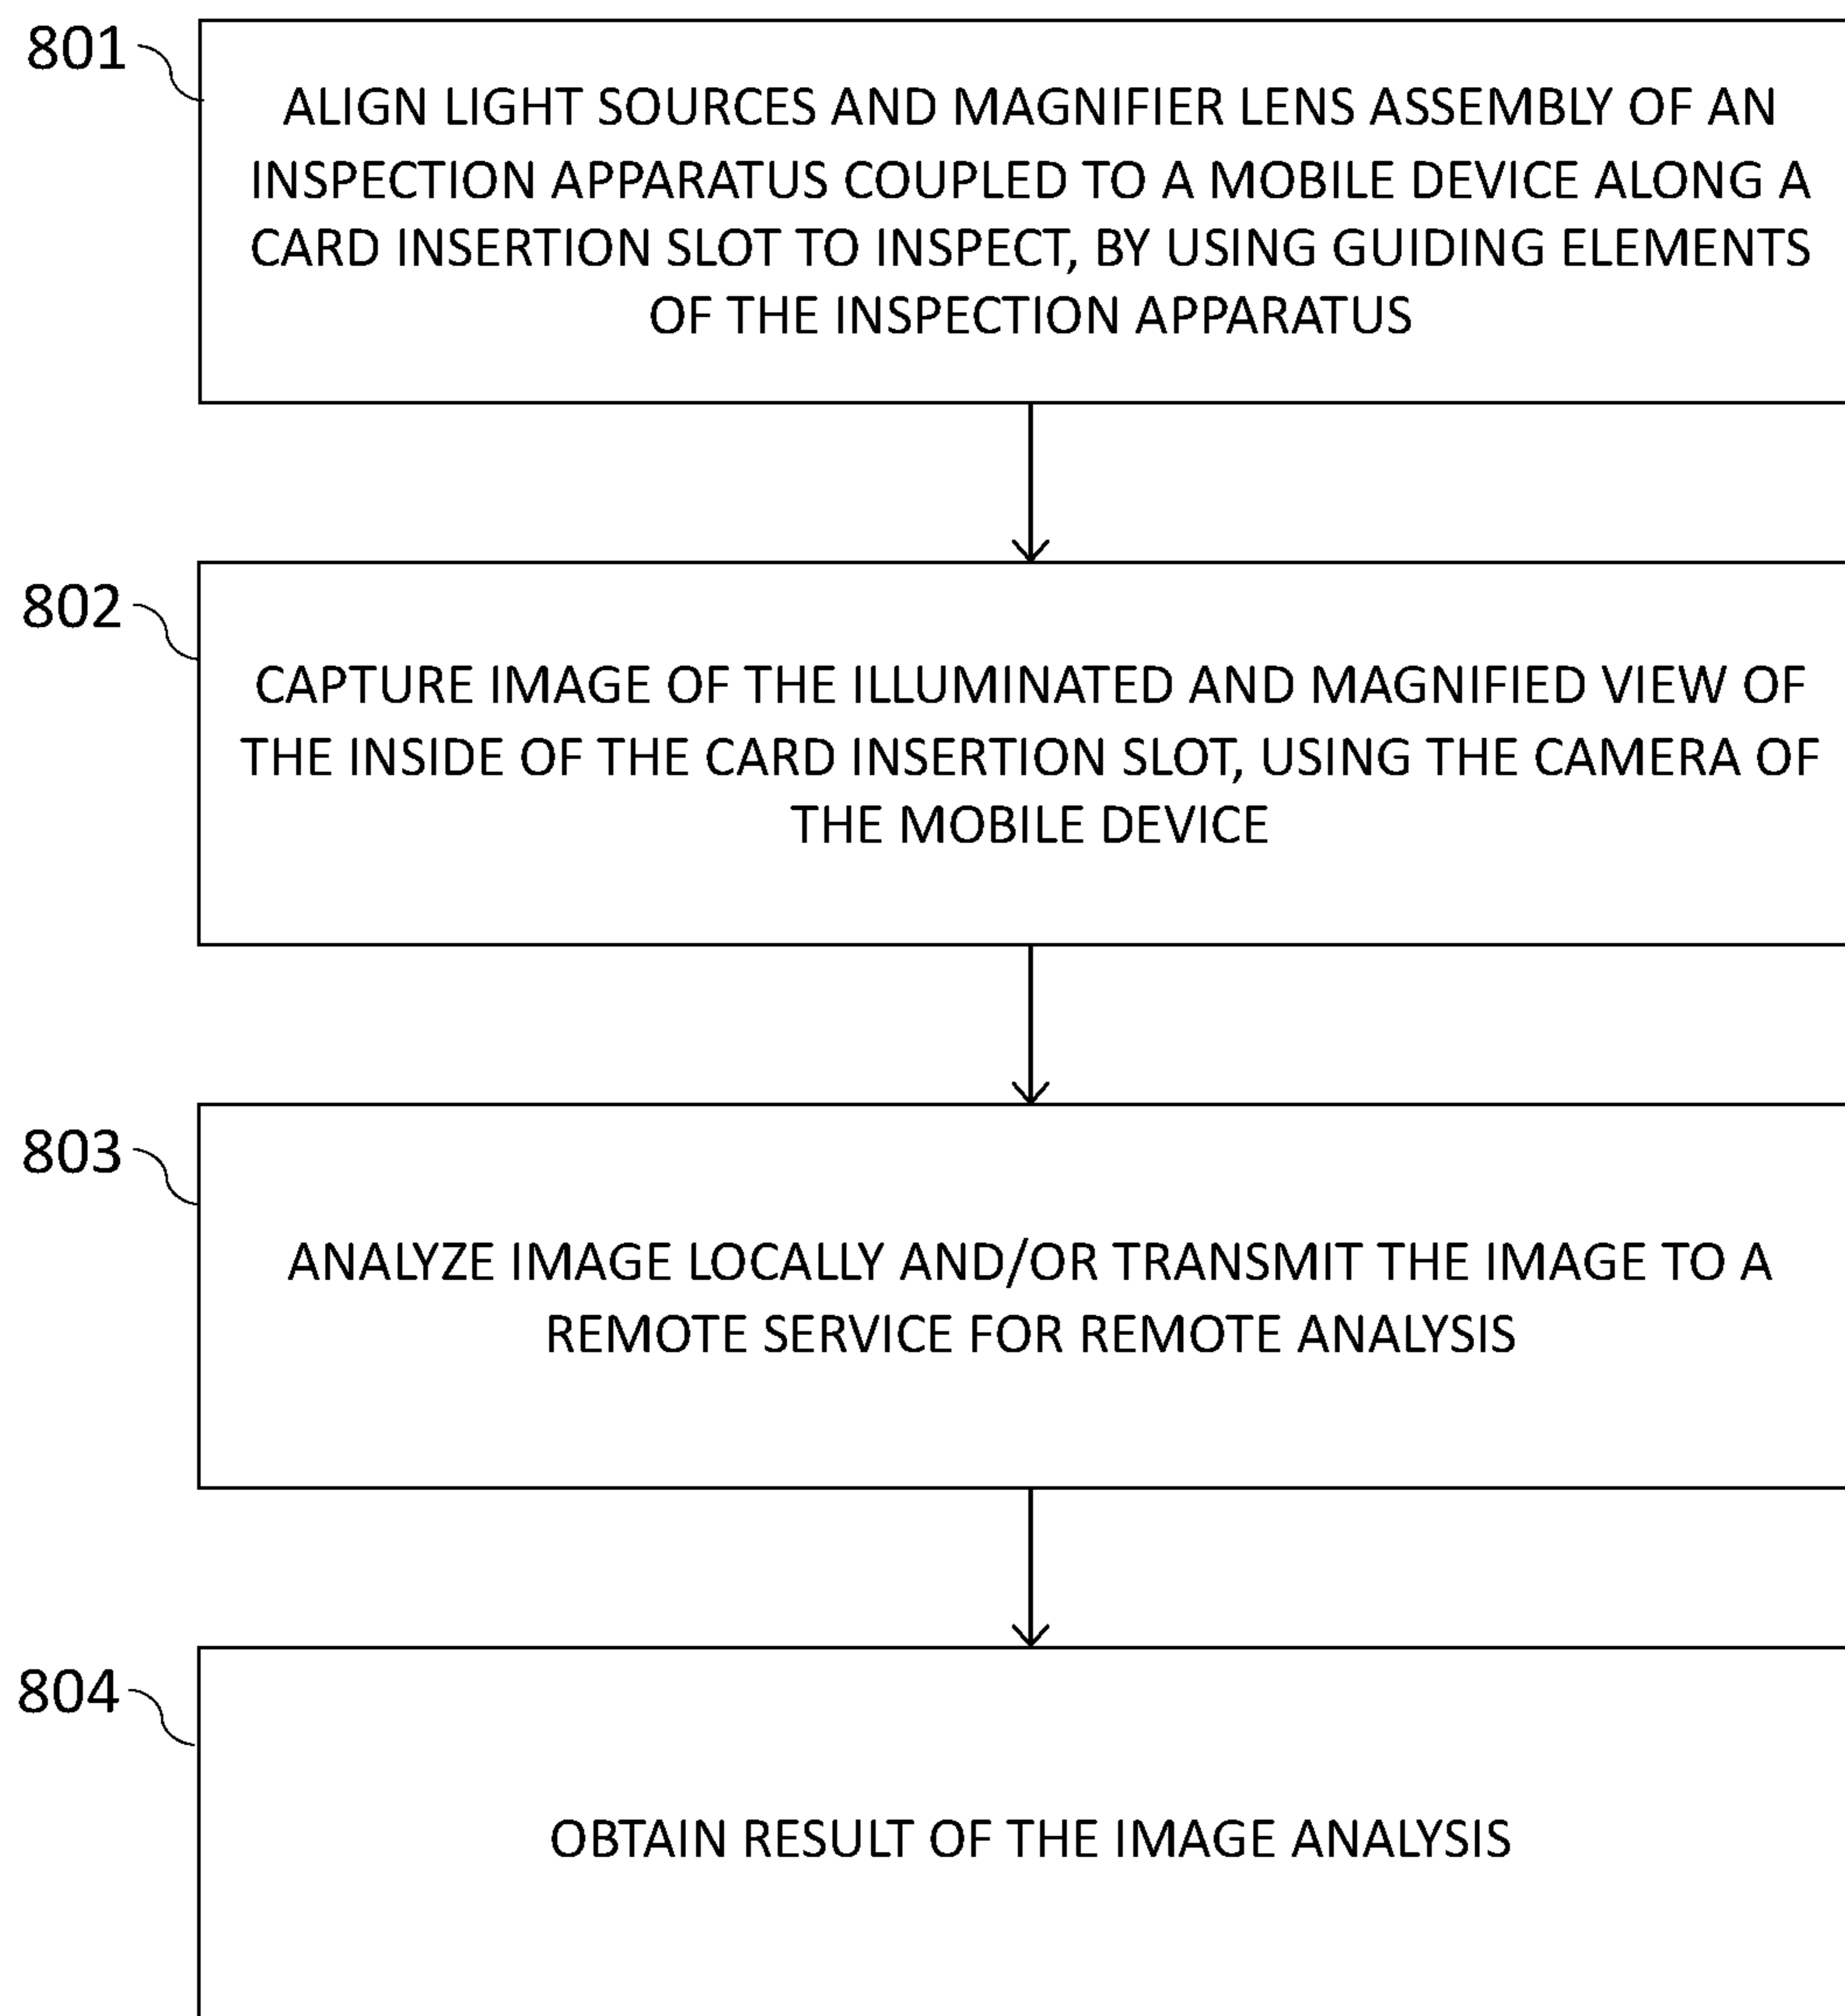 801
ALIGN LIGHT SOURCES AND MAGNIFIER LENS ASSEMBLY OF AN
INSPECTION APPARATUS COUPLED TO A MOBILE DEVICE ALONG A
CARD INSERTION SLOT TO INSPECT, BY USING GUIDING ELEMENTS
OF THE INSPECTION APPARATUS
802
CAPTURE IMAGE OF THE ILLUMINATED AND MAGNIFIED VIEW OF
THE INSIDE OF THE CARD INSERTION SLOT, USING THE CAMERA OF
THE MOBILE DEVICE
803
ANALYZE IMAGE LOCALLY AND/OR TRANSMIT THE IMAGE TO A
REMOTE SERVICE FOR REMOTE ANALYSIS
804
OBTAIN RESULT OF THE IMAGE ANALYSIS